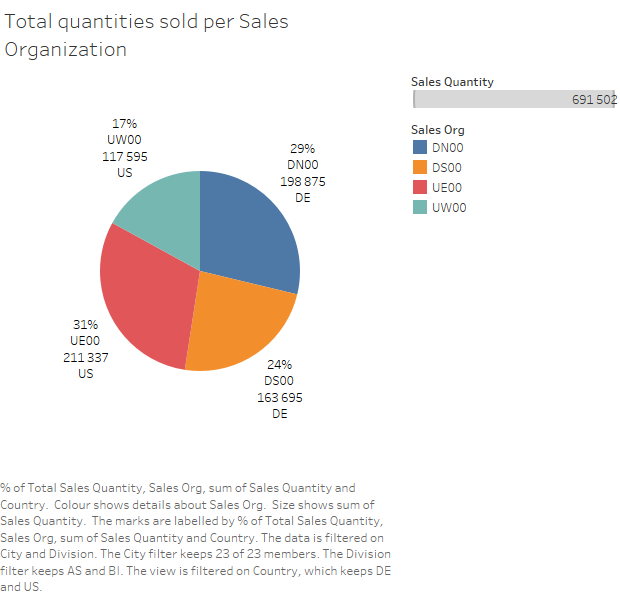 Total quantities sold per Sales
Organization
Sales Quantity
691 502
Sales Org
DN00
DS00
UE00
UW00
17%
UW00
117 595
US
29%
DN00
198 875
DE
31%
UE00
211 337
US
24%
DS00
163 695
DE
% of Total Sales Quantity, Sales Org, sum of Sales Quantity and
Country.  Colour shows details about Sales Org.  Size shows sum of
Sales Quantity.  The marks are labelled by % of Total Sales Quantity,
Sales Org, sum of Sales Quantity and Country. The data is filtered on
City and Division. The City filter keeps 23 of 23 members. The Division
filter keeps AS and BI. The view is filtered on Country, which keeps DE
and US.